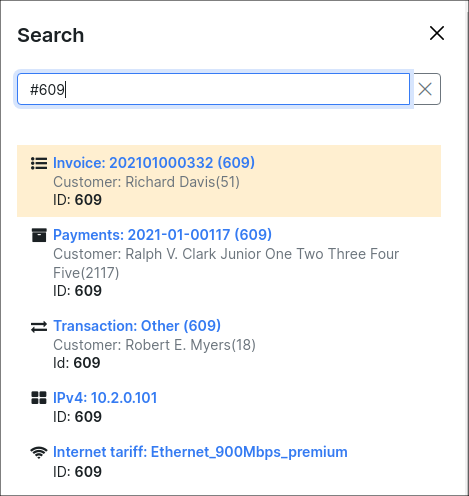 Search
#609
Invoice: 202101000332 (609)
Customer: Richard Davis(51)
ID: 609
Payments: 2021-01-00117 (609)
Customer: Ralph V. Clark Junior One Two Three Four
Five(2117)
ID: 609
Transaction: Other (609)
Customer: Robert E. Myers(18)
Id: 609
IPv4: 10.2.0.101
ID: 609
Internet tariff: Ethernet_900Mbps_premium
ID: 609